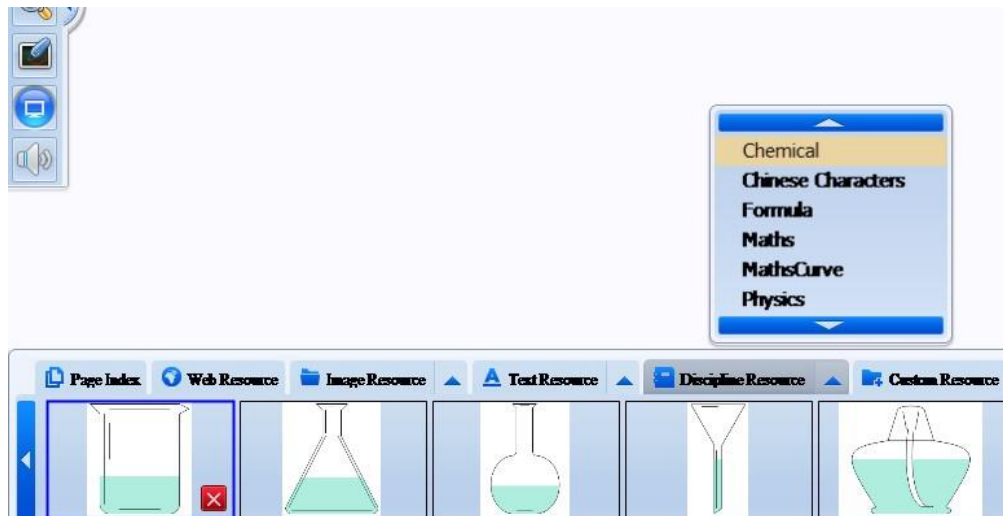 Chemical
Chinese Characters
Formula
Maths
MathsCurve
Physics
Page Index Web Resource Image Resource Text Resource Discipline Resource Custom Resource